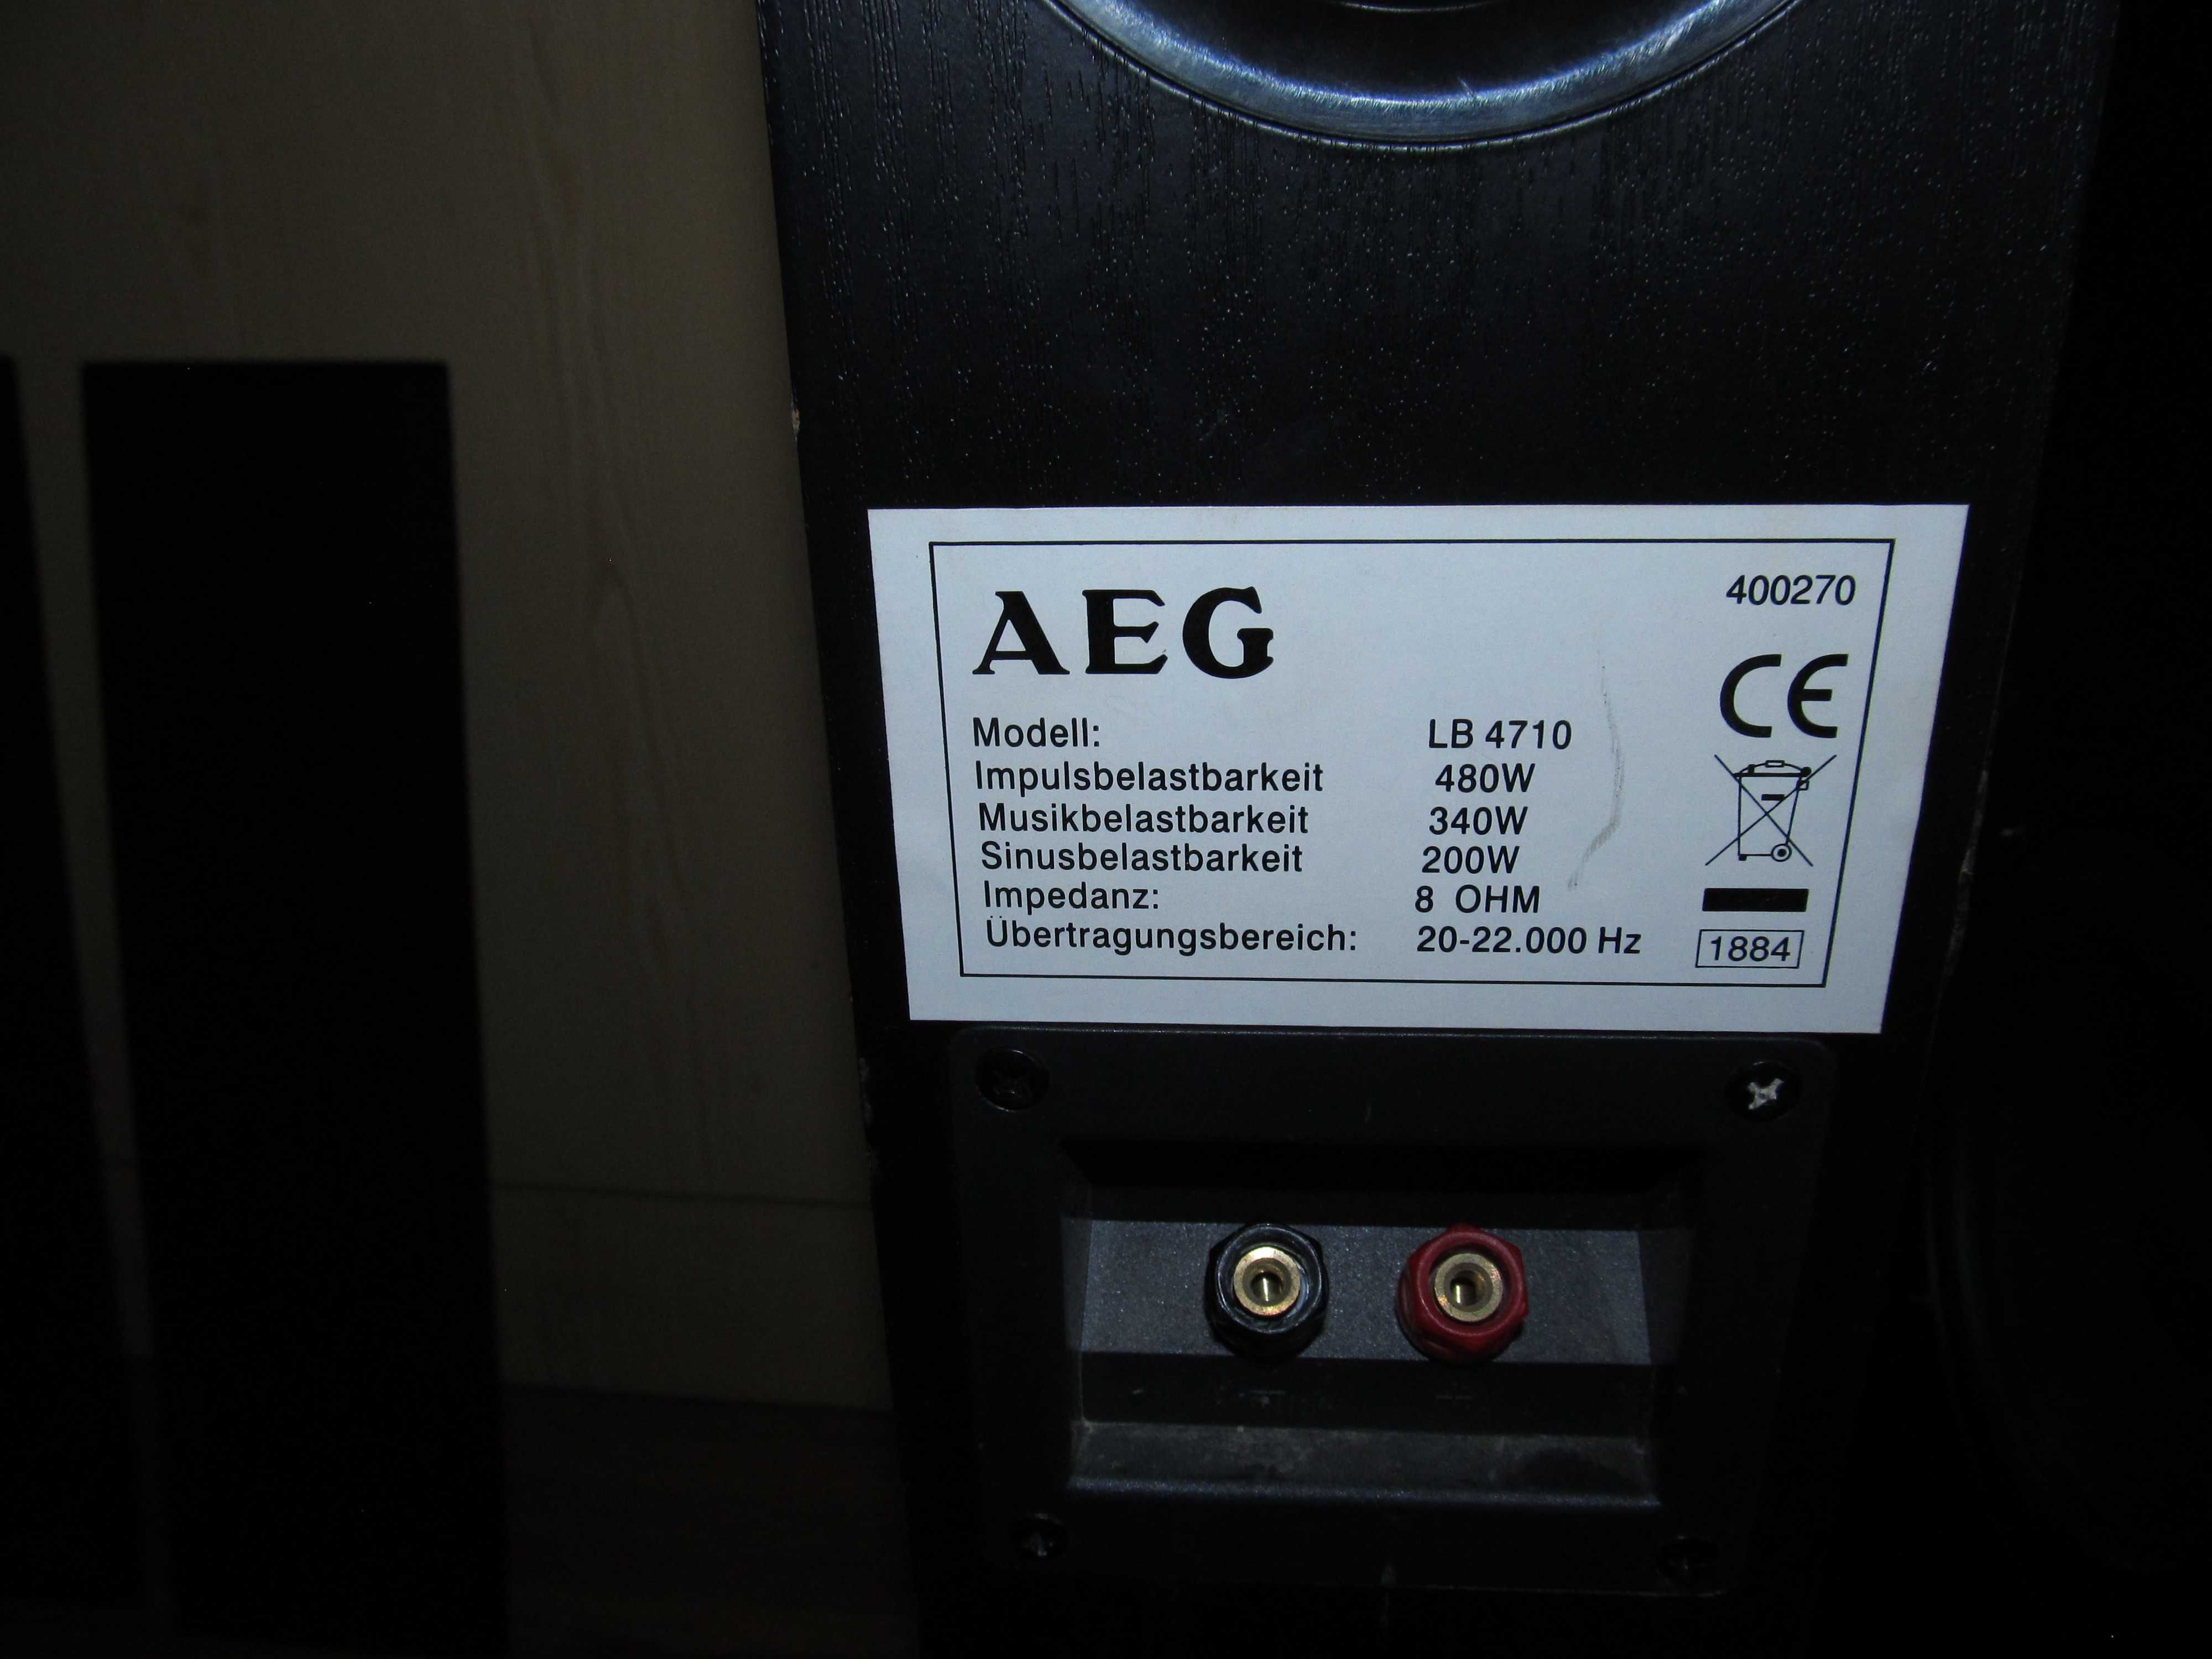 AEG
400270
CE
Modell: LB 4710
Impulsbelastbarkeit 480W
Musikbelastbarkeit 340W
Sinusbelastbarkeit 200W
Impedanz: 8 OHM
Übertragungsbereich: 20-22.000 Hz
1884
- +